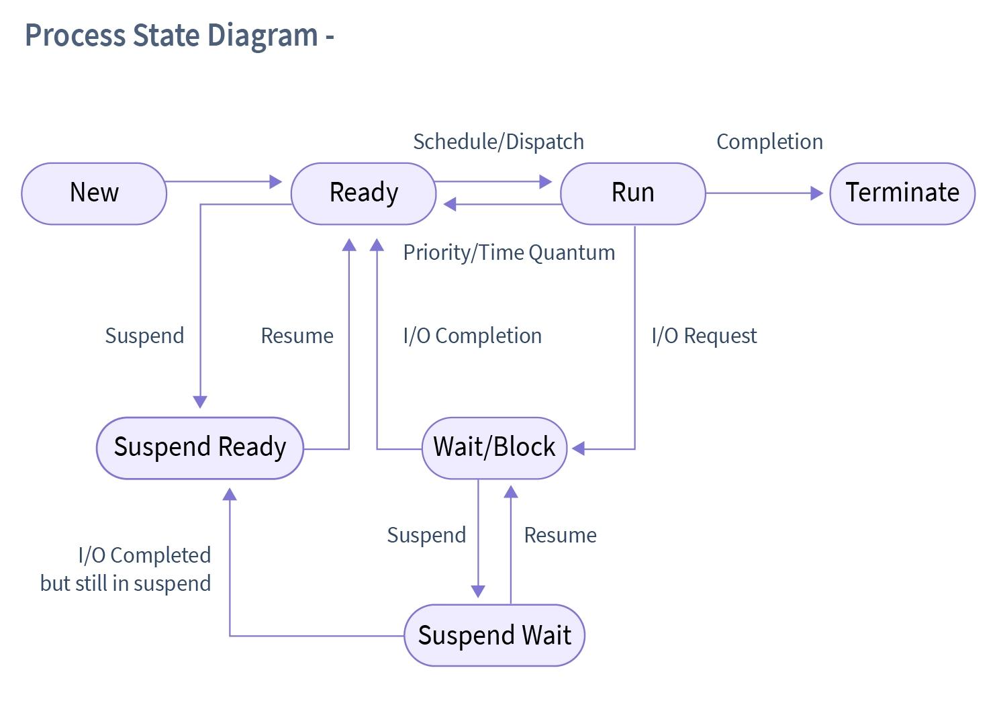 Process State Diagram -
Schedule/Dispatch
Completion
New
Ready
Run
Terminate
Priority/Time Quantum
Suspend
Resume
I/O Completion
I/O Request
Suspend Ready
Wait/Block
Suspend
Resume
I/O Completed
but still in suspend
Suspend Wait